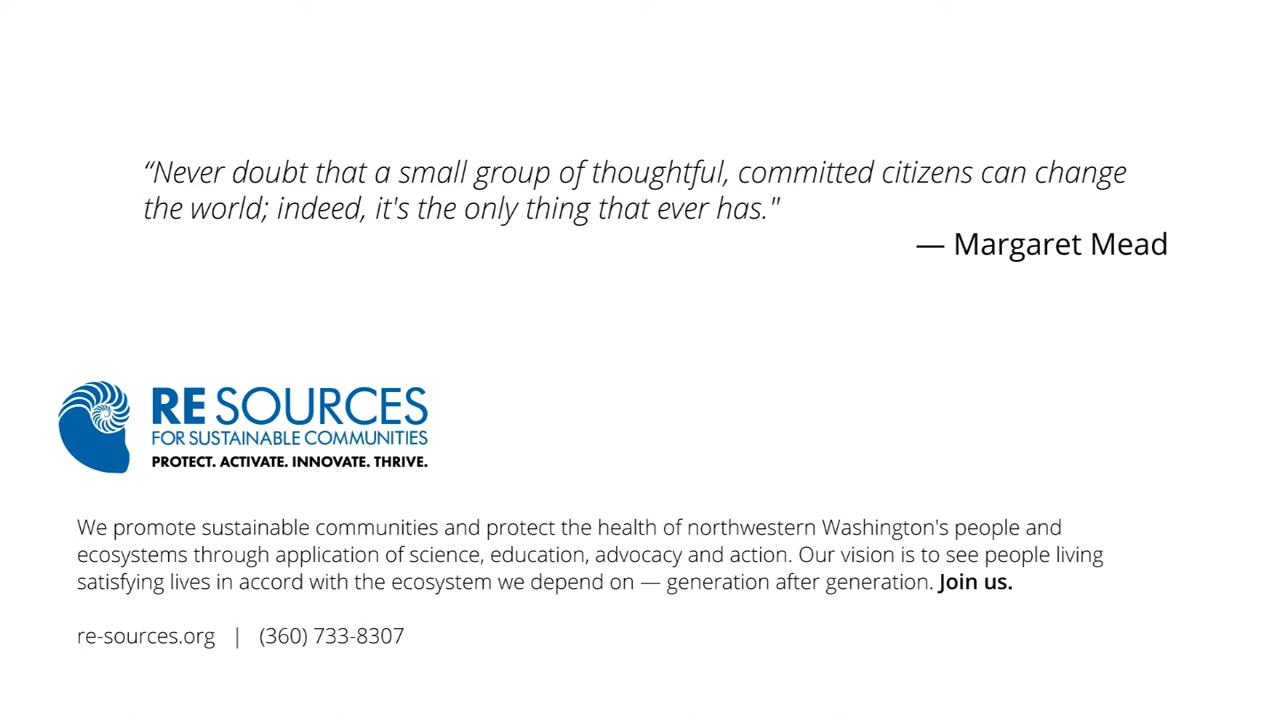 “Never doubt that a small group of thoughtful, committed citizens can change
the world; indeed, it's the only thing that ever has."
— Margaret Mead
RE SOURCES
FOR SUSTAINABLE COMMUNITIES
PROTECT. ACTIVATE. INNOVATE. THRIVE.
We promote sustainable communities and protect the health of northwestern Washington's people and
ecosystems through application of science, education, advocacy and action. Our vision is to see people living
satisfying lives in accord with the ecosystem we depend on — generation after generation. Join us.
re-sources.org | (360) 733-8307